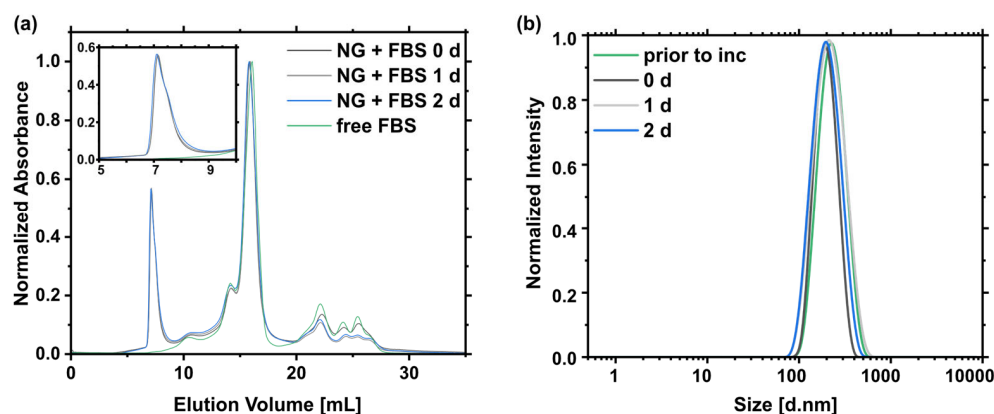 (a)
NG + FBS 0 d
NG + FBS 1 d
NG + FBS 2 d
free FBS
0.6
0.4
0.2
0.0
5 7 9
1.0
0.8
0.6
0.4
0.2
0.0
0 10 20 30
Normalized Absorbance
Elution Volume [mL]
(b)
prior to inc
0 d
1 d
2 d
1.0
0.8
0.6
0.4
0.2
0.0
1 10 100 1000 10000
Normalized Intensity
Size [d.nm]